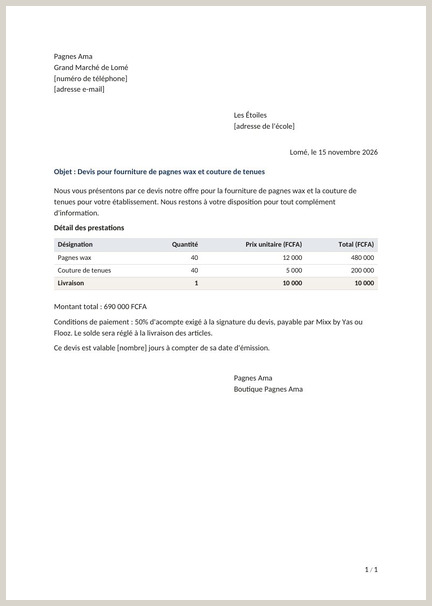 Pagnes Ama
Grand Marché de Lomé
[numéro de téléphone]
[adresse e-mail]
Les Étoiles
[adresse de l'école]
Lomé, le 15 novembre 2026
Objet : Devis pour fourniture de pagnes wax et couture de tenues
Nous vous présentons par ce devis notre offre pour la fourniture de pagnes wax et la couture de
tenues pour votre établissement. Nous restons à votre disposition pour tout complément
d'information.
Détail des prestations
Désignation Quantité Prix unitaire (FCFA) Total (FCFA)
Pagnes wax 40 12 000 480 000
Couture de tenues 40 5 000 200 000
Livraison 1 10 000 10 000
Montant total : 690 000 FCFA
Conditions de paiement : 50% d'acompte exigé à la signature du devis, payable par Mixx by Yas ou
Flooz. Le solde sera réglé à la livraison des articles.
Ce devis est valable [nombre] jours à compter de sa date d'émission.
Pagnes Ama
Boutique Pagnes Ama
1 / 1